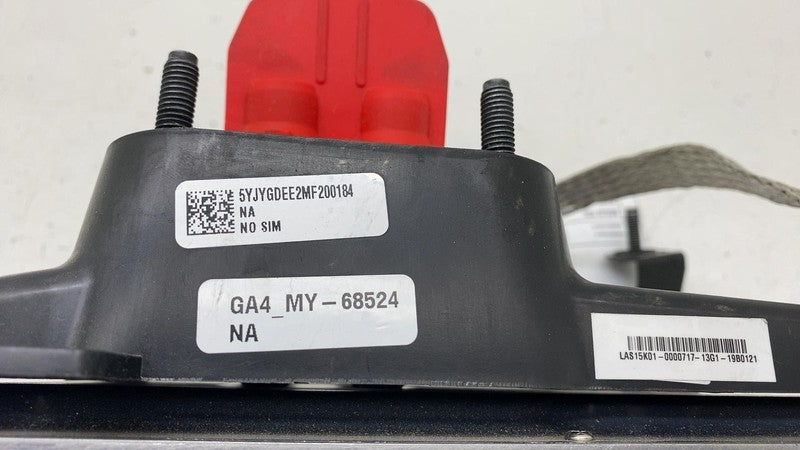 5YJYGDEE2MF200184
NA
NO SIM
GA4_MY-68524
NA
LAS15K01-0000717-13G1-19B0121